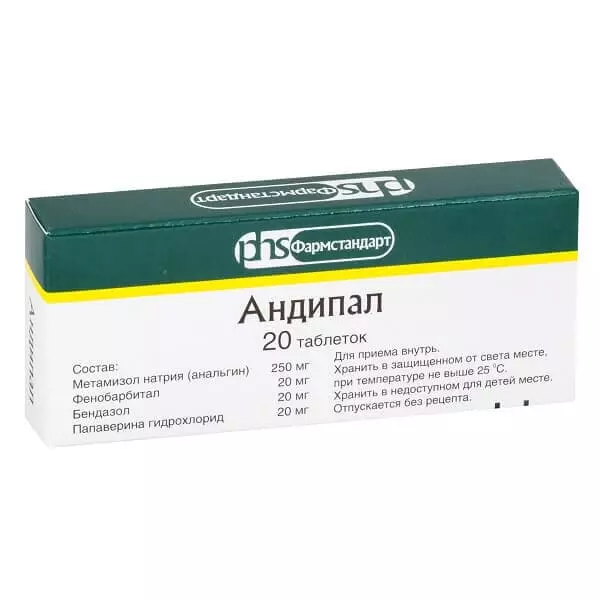 phs Фармстандарт
phs Фармстандарт
Андипал
20 таблеток
Андипал
Состав:
Метамизол натрия (анальгин) 250 мг
Фенобарбитал 20 мг
Бендазол 20 мг
Папаверина гидрохлорид 20 мг
Для приема внутрь.
Хранить в защищенном от света месте,
при температуре не выше 25 °C.
Хранить в недоступном для детей месте.
Отпускается без рецепта.